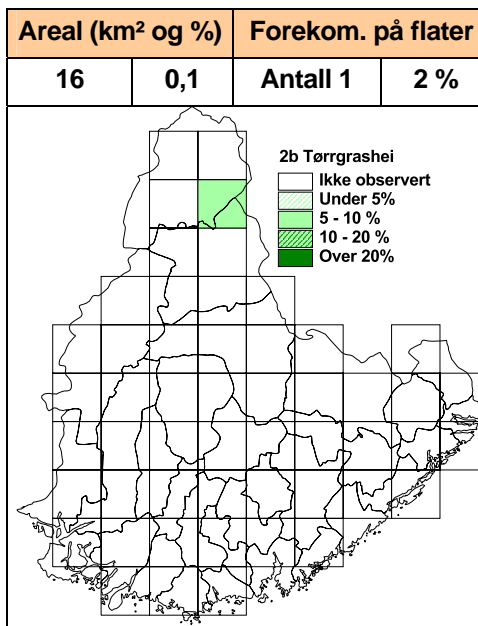 Areal (km² og %) Forekom. på flater
16 0,1 Antall 1 2 %
2b Tørrgrashei
Ikke observert
Under 5%
5 - 10 %
10 - 20 %
Over 20%